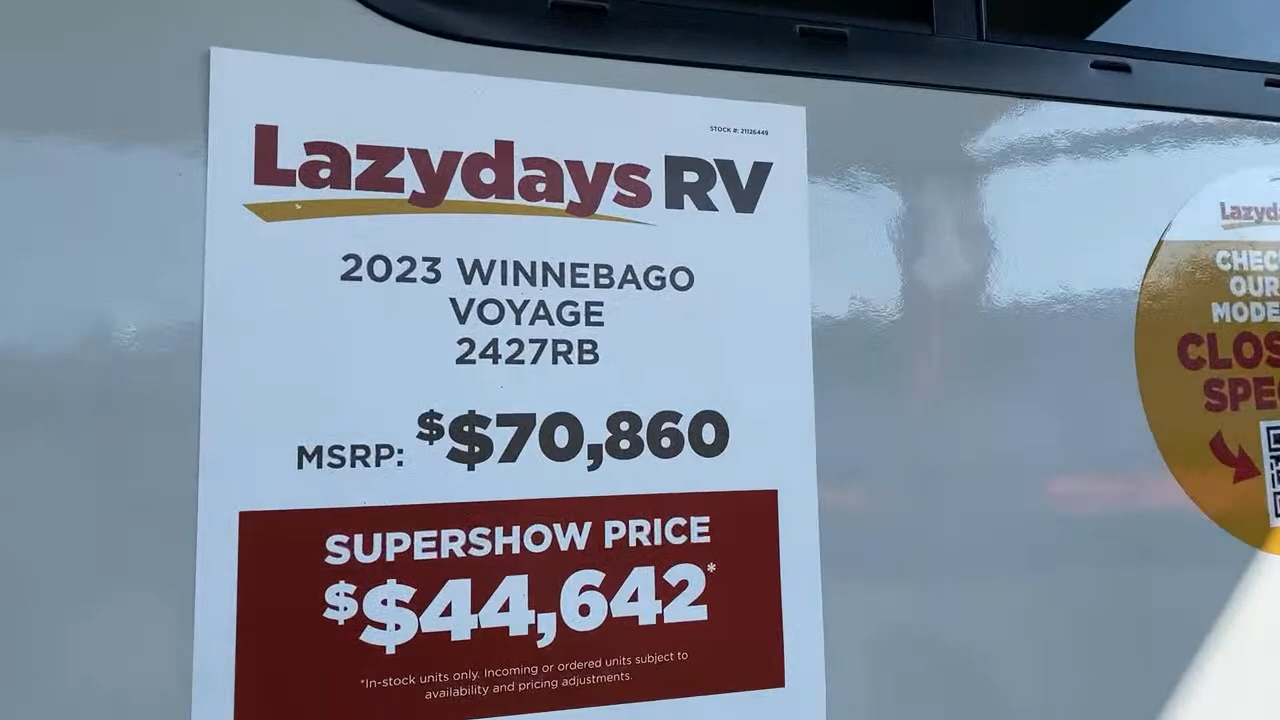 STOCK #: 21126449
Lazydays RV
2023 WINNEBAGO
VOYAGE
2427RB
MSRP: $$70,860
SUPERSHOW PRICE
$$44,642*
*In-stock units only. Incoming or ordered units subject to
availability and pricing adjustments.
Lazyd
CHEC
OUR
MODE
CLOS
SPE